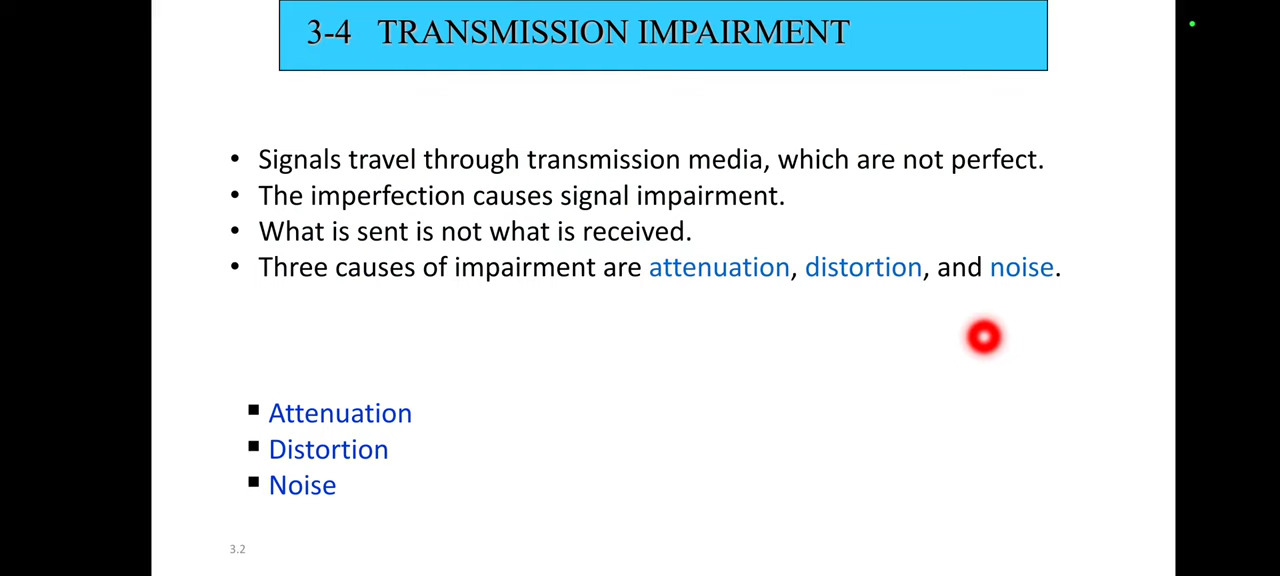 3-4 TRANSMISSION IMPAIRMENT
• Signals travel through transmission media, which are not perfect.
• The imperfection causes signal impairment.
• What is sent is not what is received.
• Three causes of impairment are attenuation, distortion, and noise.
▪ Attenuation
▪ Distortion
▪ Noise
3.2